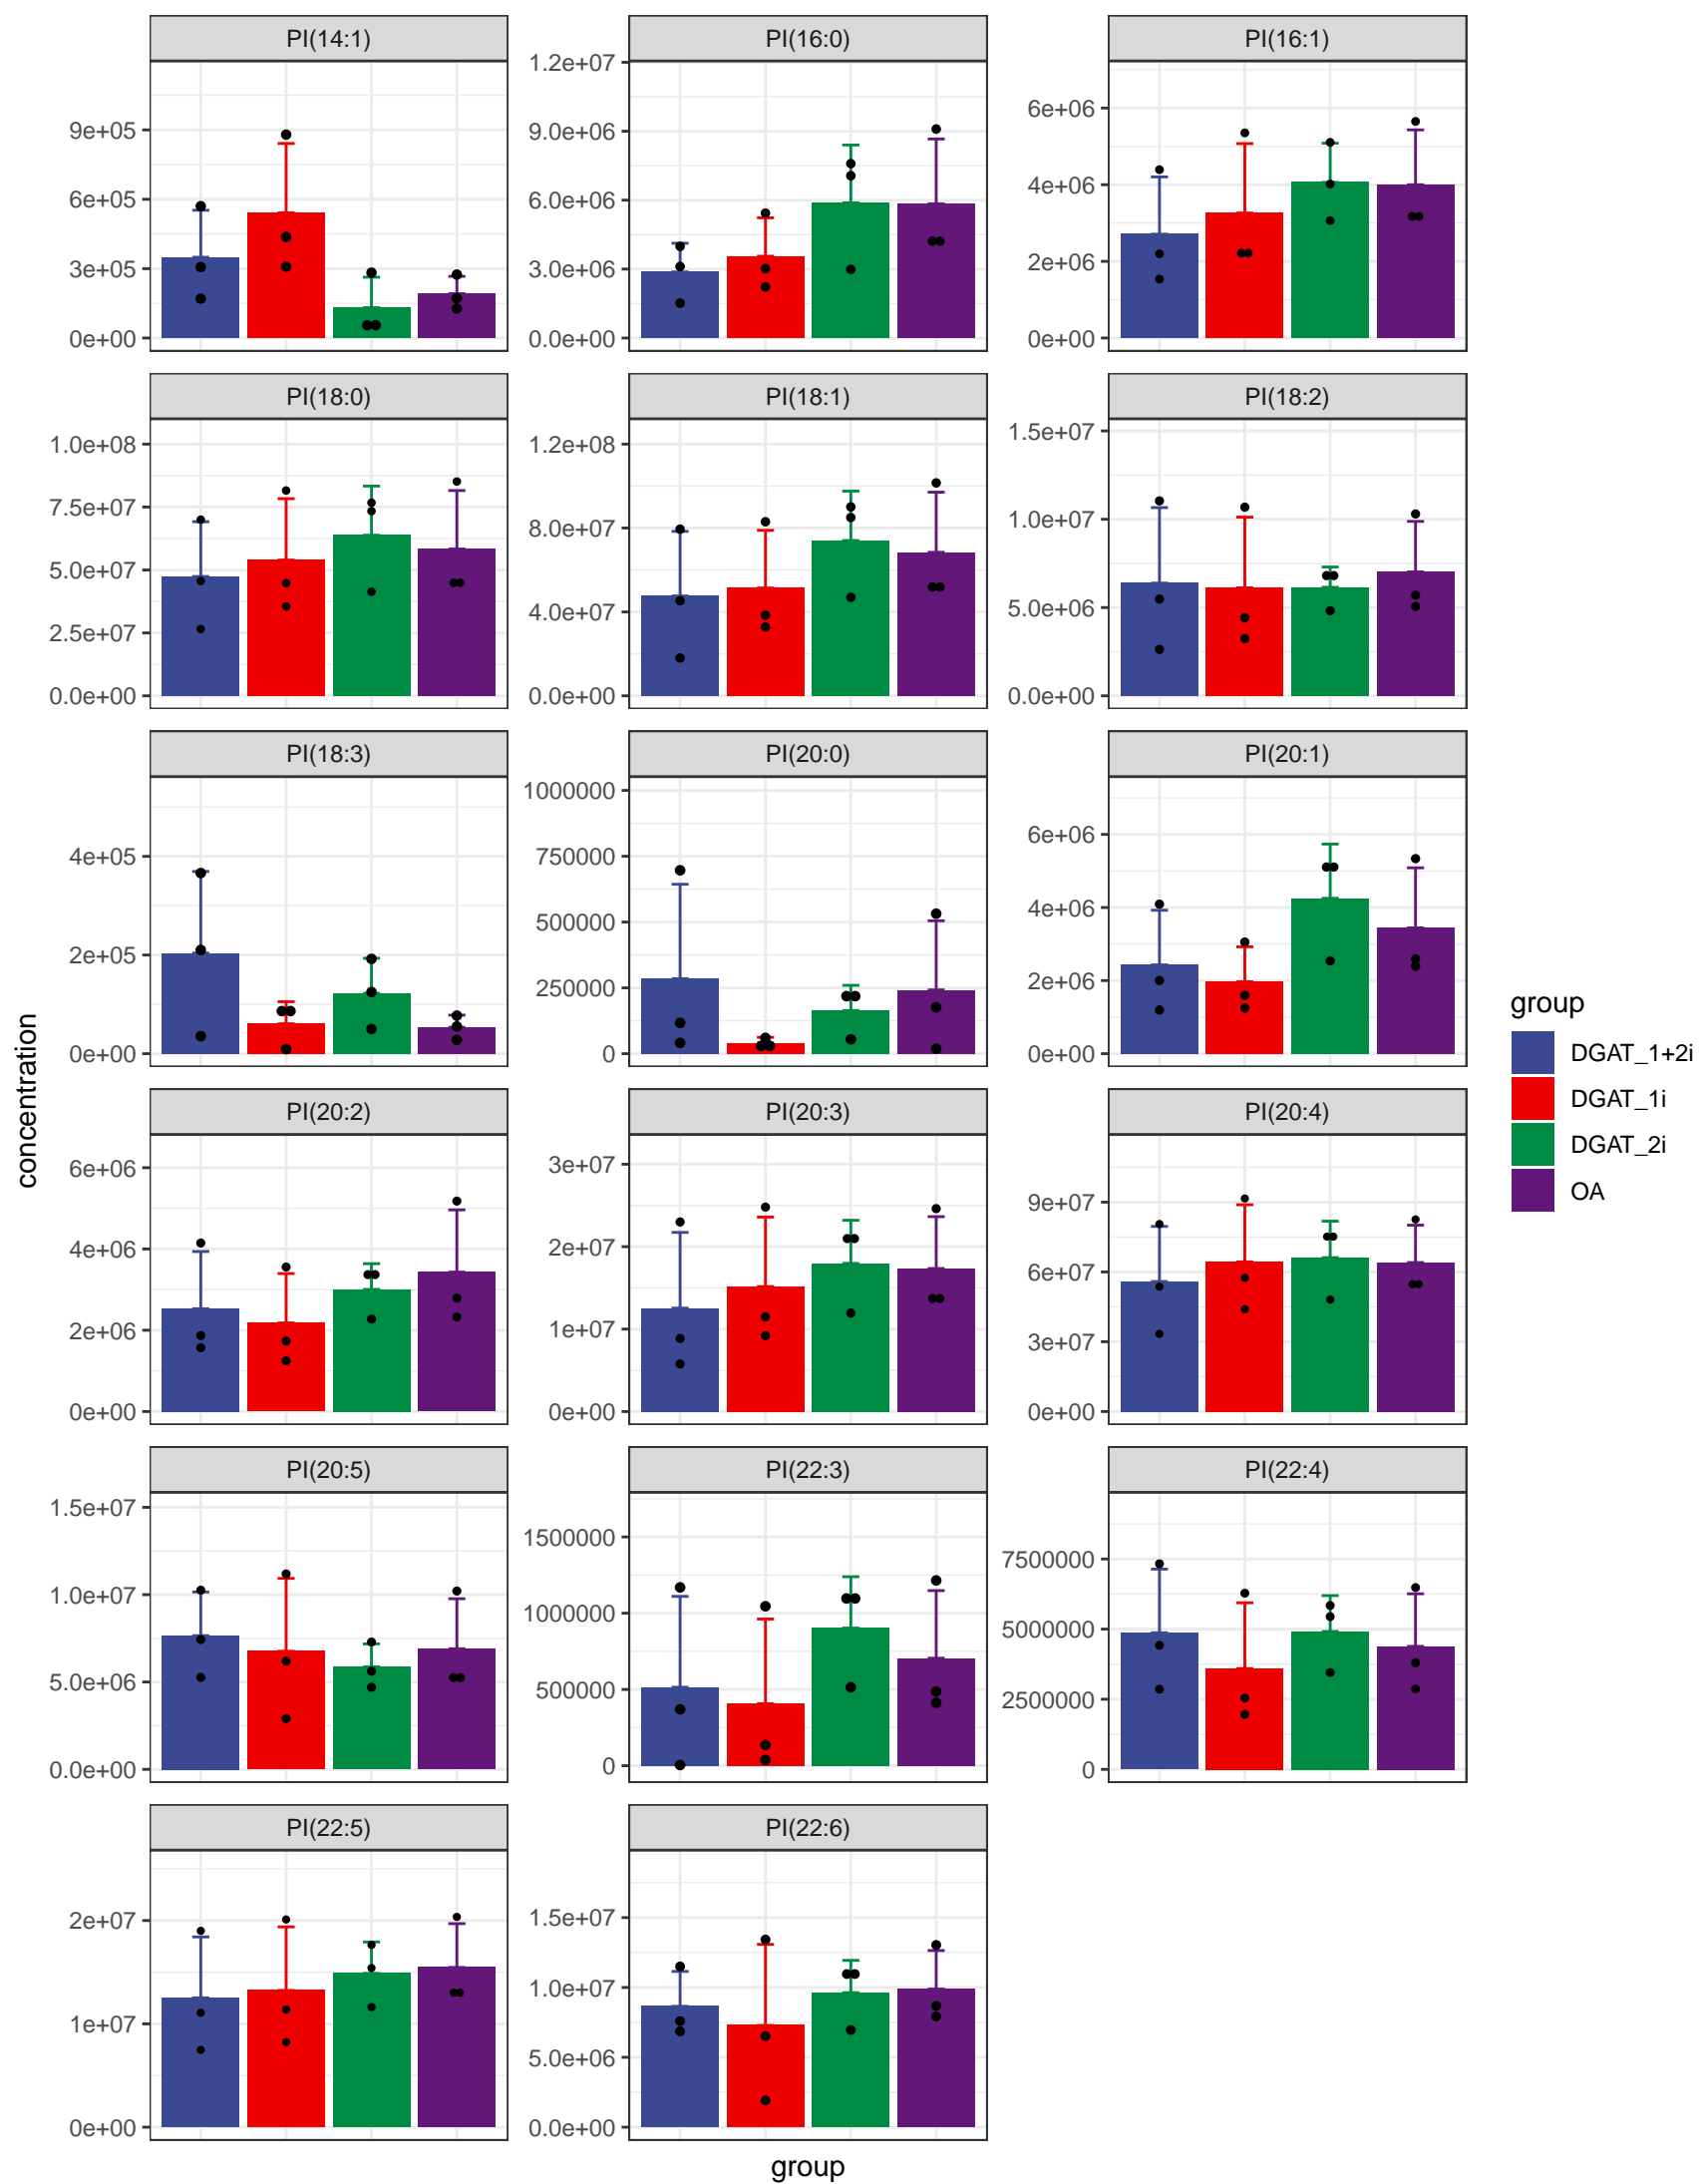 PI(14:1)
PI(16:0)
PI(16:1)
9e+05
6e+05
3e+05
0e+00
1.2e+07
9.0e+06
6.0e+06
3.0e+06
0.0e+00
6e+06
4e+06
2e+06
0e+00
PI(18:0)
PI(18:1)
PI(18:2)
1.0e+08
7.5e+07
5.0e+07
2.5e+07
0.0e+00
1.2e+08
8.0e+07
4.0e+07
0.0e+00
1.5e+07
1.0e+07
5.0e+06
0.0e+00
PI(18:3)
PI(20:0)
PI(20:1)
4e+05
2e+05
0e+00
1000000
750000
500000
250000
0
6e+06
4e+06
2e+06
0e+00
PI(20:2)
PI(20:3)
PI(20:4)
6e+06
4e+06
2e+06
0e+00
3e+07
2e+07
1e+07
0e+00
9e+07
6e+07
3e+07
0e+00
PI(20:5)
PI(22:3)
PI(22:4)
1.5e+07
1.0e+07
5.0e+06
0.0e+00
1500000
1000000
500000
0
7500000
5000000
2500000
0
PI(22:5)
PI(22:6)
2e+07
1e+07
0e+00
1.5e+07
1.0e+07
5.0e+06
0.0e+00
concentration
group
group
DGAT_1+2i
DGAT_1i
DGAT_2i
OA